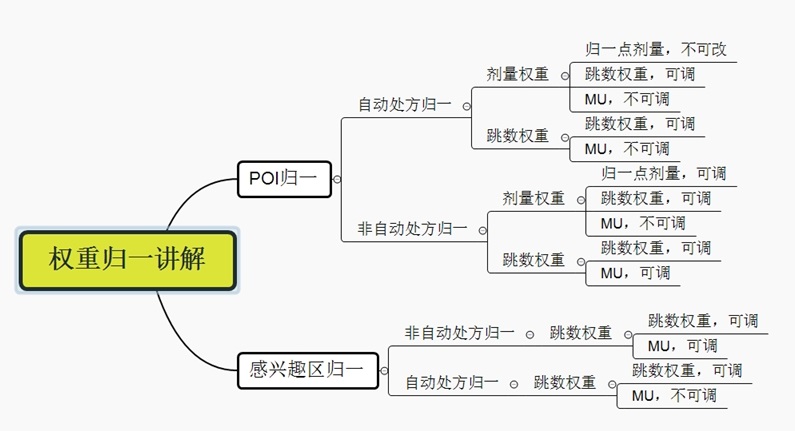 权重归一讲解
POI归一
自动处方归一
剂量权重
归一点剂量，不可改
跳数权重，可调
MU，不可调
跳数权重
跳数权重，可调
MU，不可调
非自动处方归一
剂量权重
归一点剂量，可调
跳数权重，可调
MU，不可调
跳数权重
跳数权重，可调
MU，可调
感兴趣区归一
非自动处方归一
跳数权重
跳数权重，可调
MU，可调
自动处方归一
跳数权重
跳数权重，可调
MU，不可调